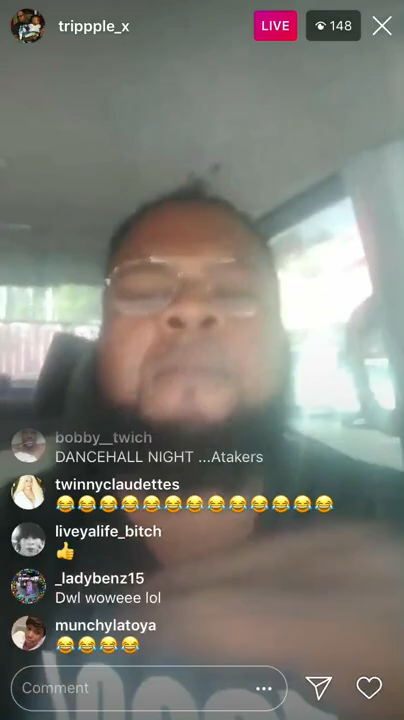 trippple_x
LIVE
148
bobby__twich
DANCEHALL NIGHT ...Atakers
twinnyclaudettes
😂😂😂😂😂😂😂😂😂😂😂😂😂
liveyalife_bitch
👍
_ladybenz15
Dwl woweee lol
munchylatoya
😂😂😂😂
Comment